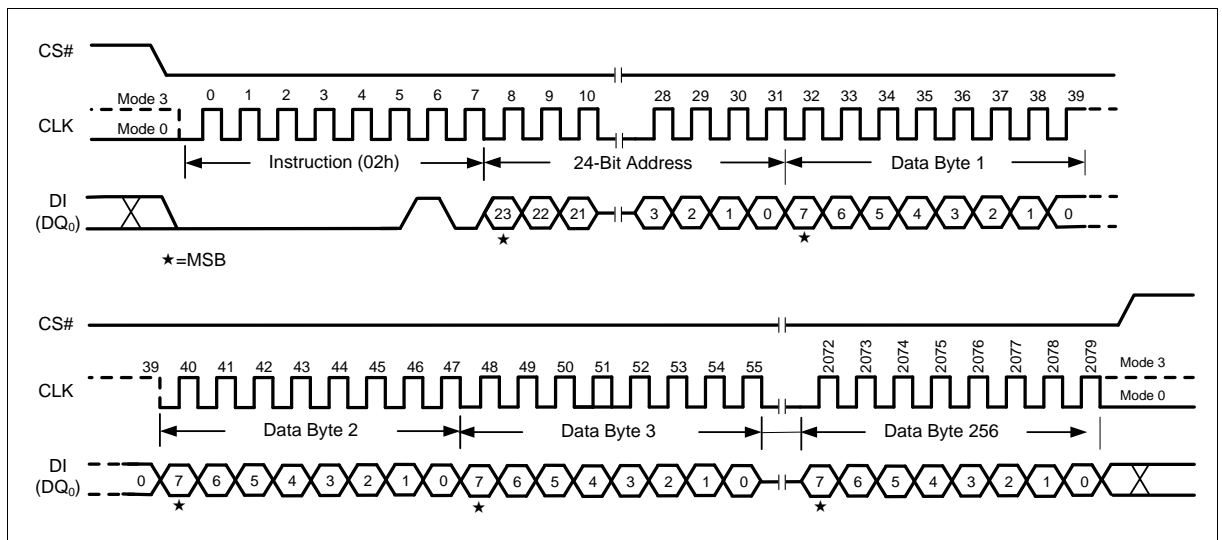 CS#
Mode 3 0 1 2 3 4 5 6 7 8 9 10 28 29 30 31 32 33 34 35 36 37 38 39
CLK Mode 0
Instruction (02h) 24-Bit Address Data Byte 1
DI
(DQ0) 23 22 21 3 2 1 0 7 6 5 4 3 2 1 0
★ ★
★=MSB
CS#
39 40 41 42 43 44 45 46 47 48 49 50 51 52 53 54 55 2072 2073 2074 2075 2076 2077 2078 2079 Mode 3
CLK Mode 0
Data Byte 2 Data Byte 3 Data Byte 256
DI
(DQ0) 0 7 6 5 4 3 2 1 0 7 6 5 4 3 2 1 0 7 6 5 4 3 2 1 0
★ ★ ★